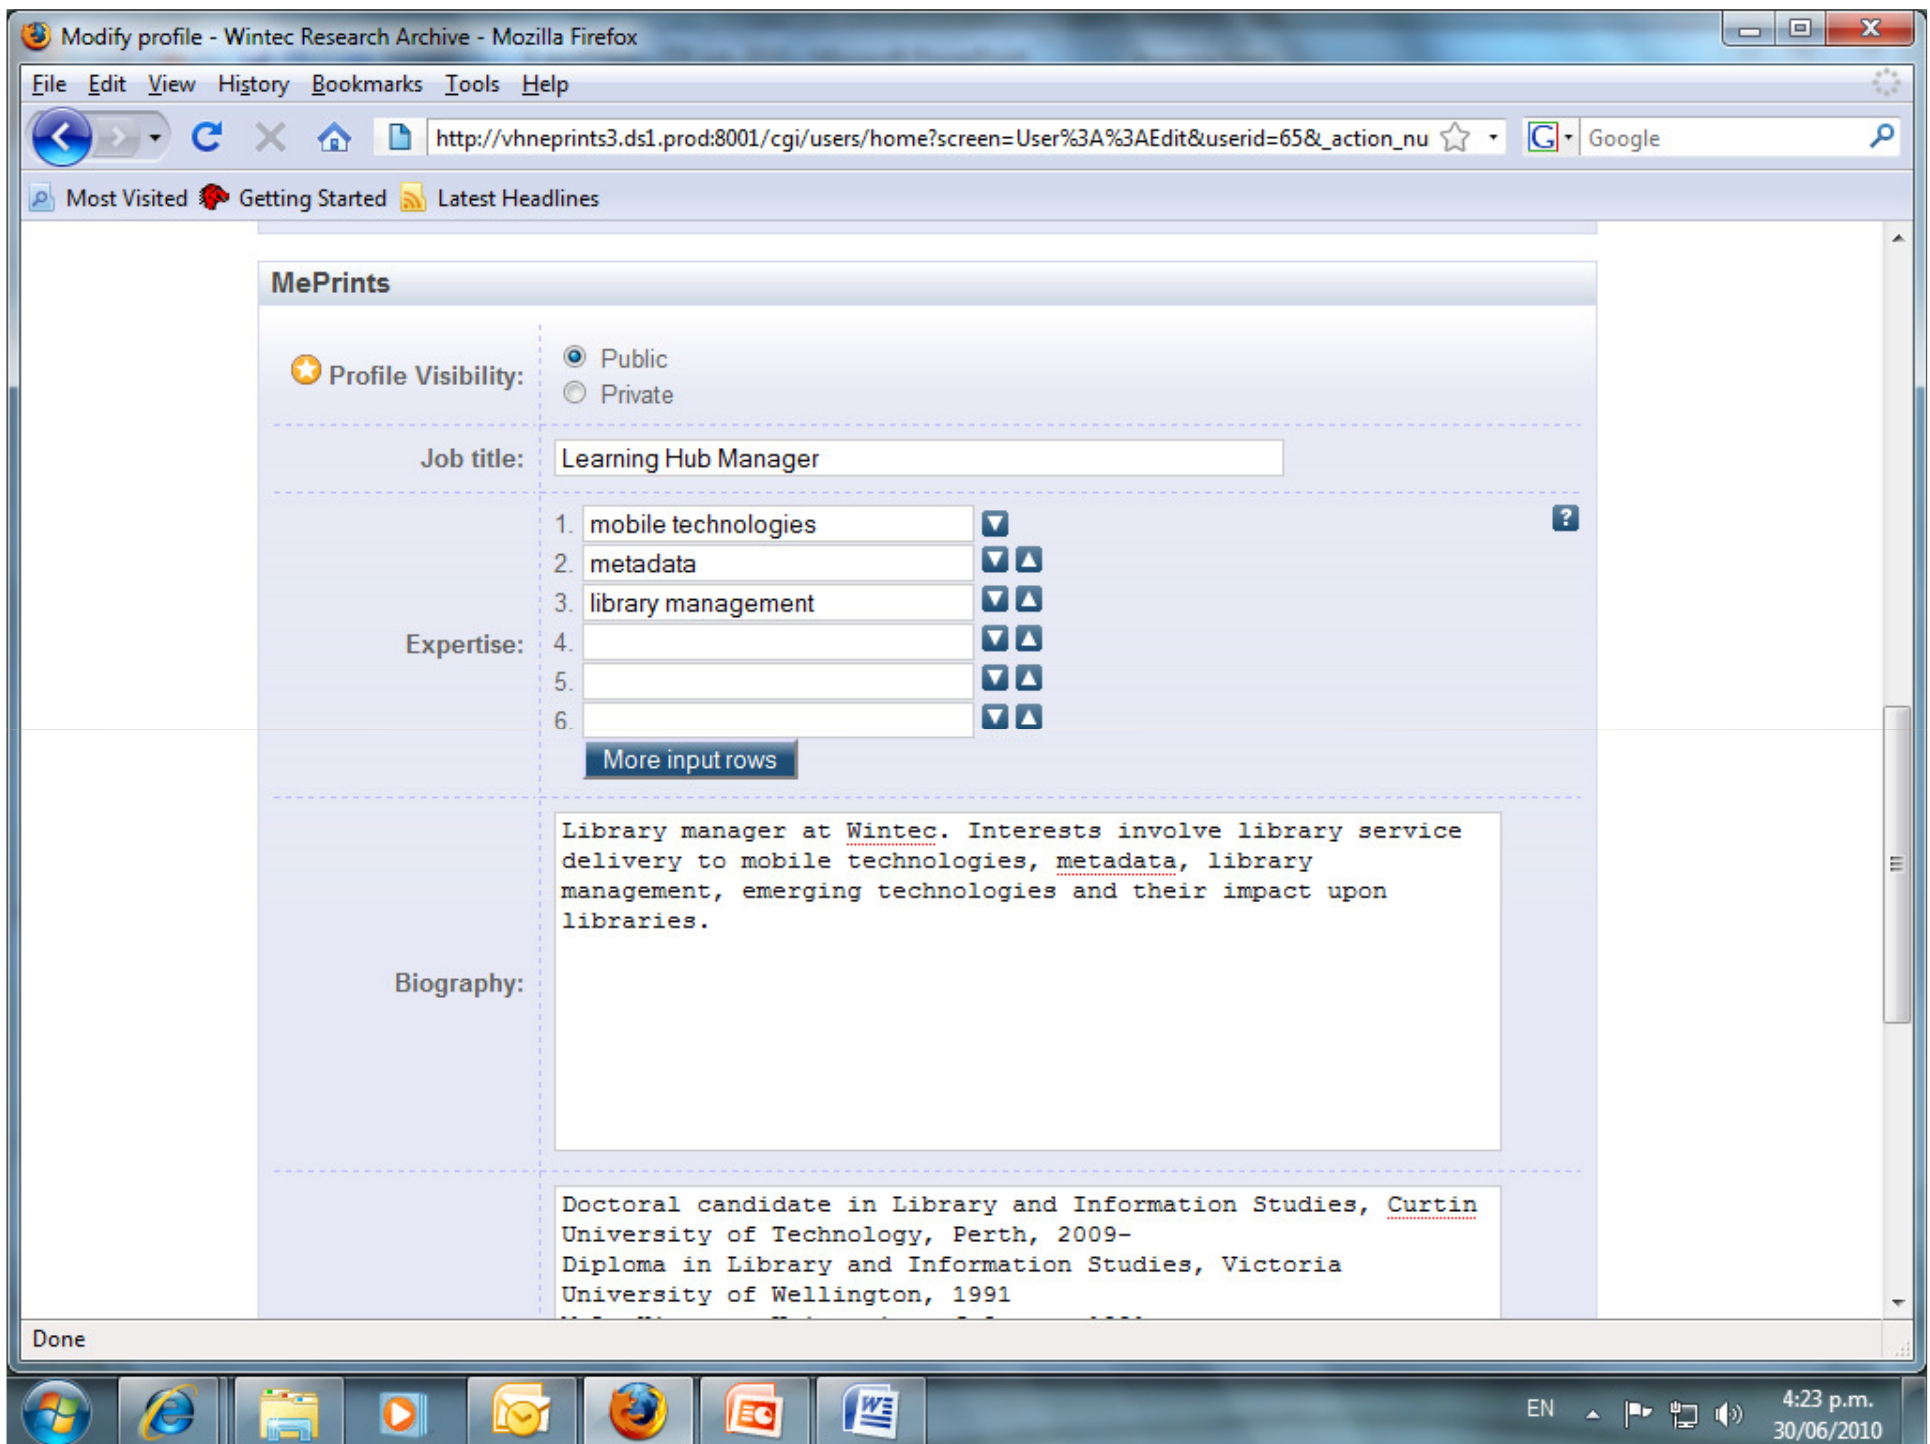 Modify profile - Wintec Research Archive - Mozilla Firefox
File Edit View History Bookmarks Tools Help
http://vhneprints3.ds1.prod:8001/cgi/users/home?screen=User%3A%3AEdit&userid=65&_action_nu
G Google
Most Visited Getting Started Latest Headlines
MePrints
Profile Visibility:
Public
Private
Job title: Learning Hub Manager
Expertise:
1. mobile technologies
?
2. metadata
3. library management
4.
5.
6.
More input rows
Biography:
Library manager at Wintec. Interests involve library service
delivery to mobile technologies, metadata, library
management, emerging technologies and their impact upon
libraries.
Doctoral candidate in Library and Information Studies, Curtin
University of Technology, Perth, 2009-
Diploma in Library and Information Studies, Victoria
University of Wellington, 1991
Done
EN
4:23 p.m.
30/06/2010